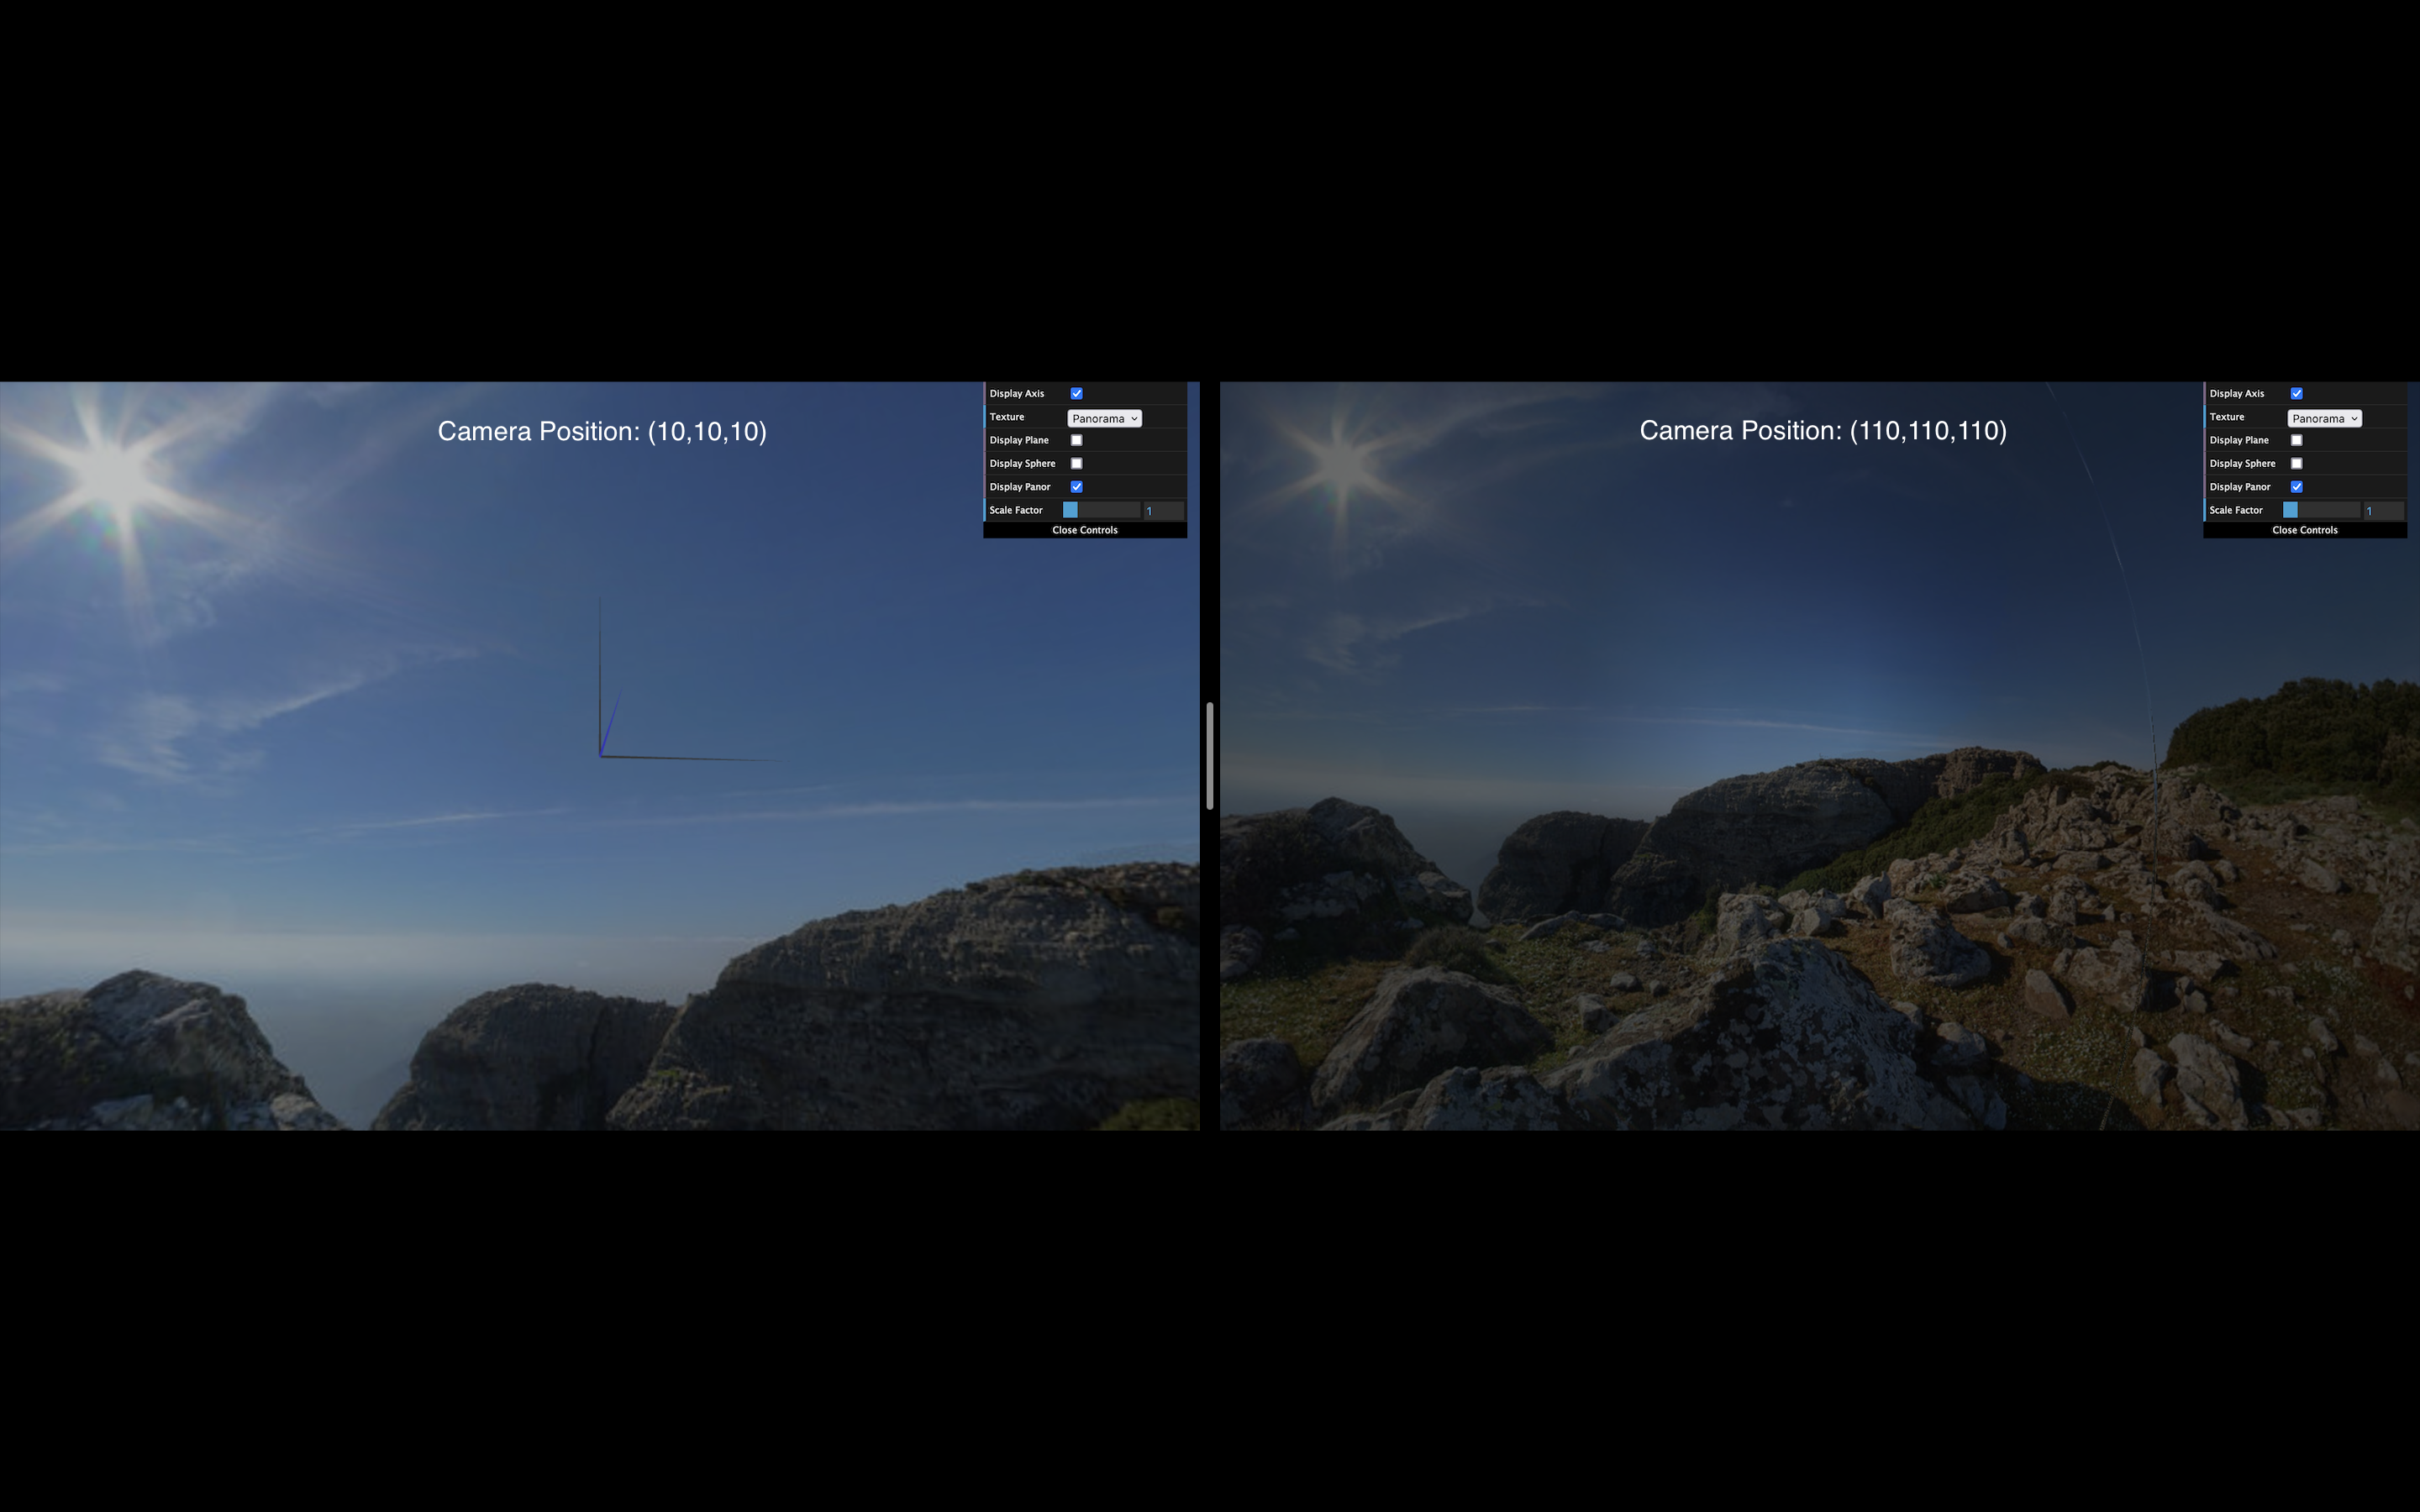 Camera Position: (10,10,10)
Display Axis
Texture Panorama
Display Plane
Display Sphere
Display Panor
Scale Factor 1
Close Controls
Camera Position: (110,110,110)
Display Axis
Texture Panorama
Display Plane
Display Sphere
Display Panor
Scale Factor 1
Close Controls